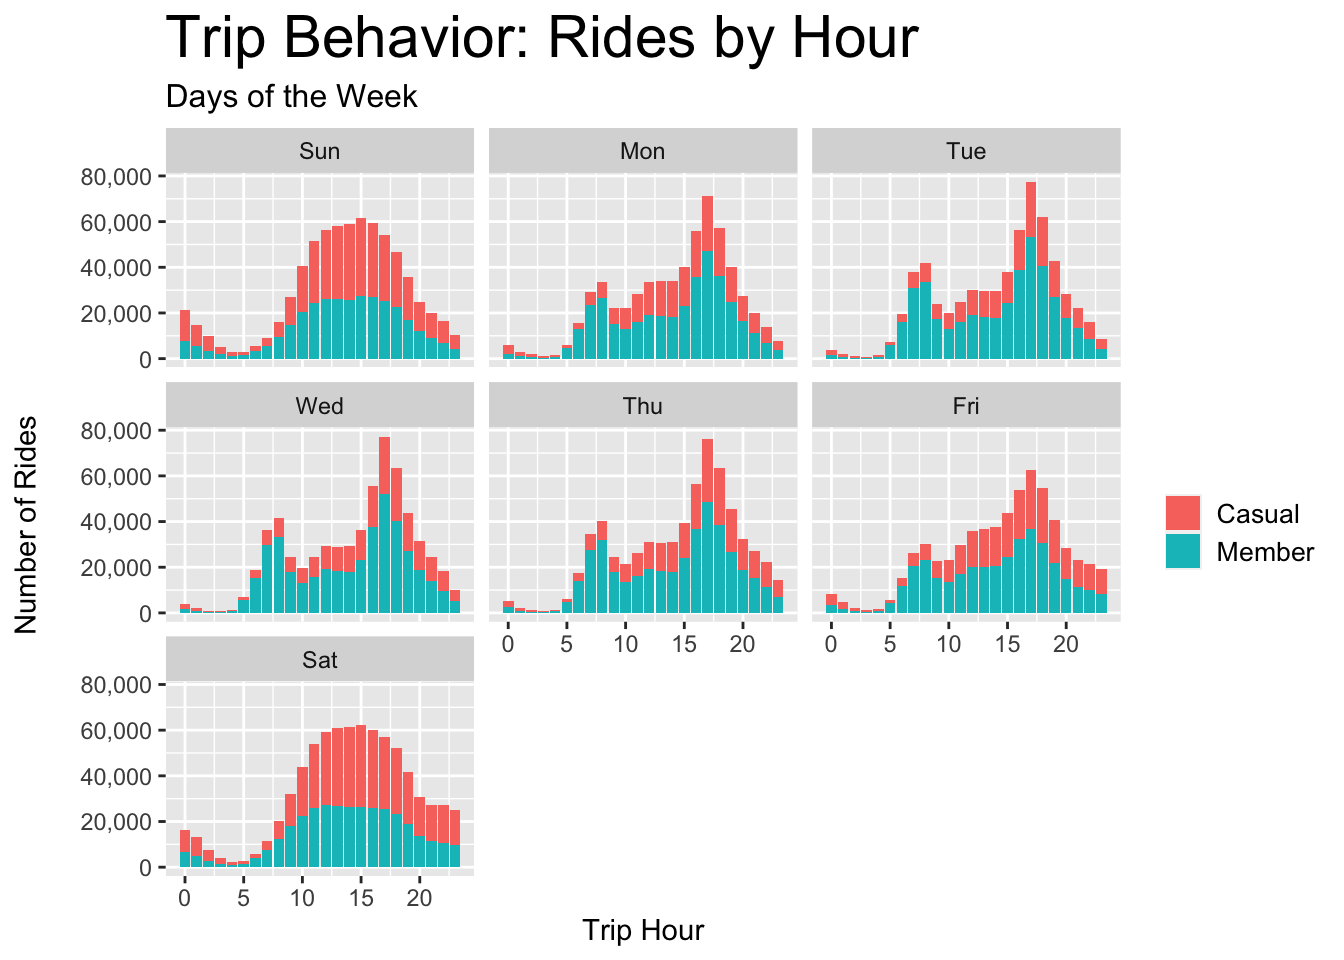 Trip Behavior: Rides by Hour
Days of the Week
Sun Mon Tue
80,000
60,000
40,000
20,000
0
Wed Thu Fri
80,000
60,000
40,000
20,000
0
0 5 10 15 20 0 5 10 15 20
Sat
80,000
60,000
40,000
20,000
0
0 5 10 15 20
Trip Hour
Number of Rides
Casual
Member